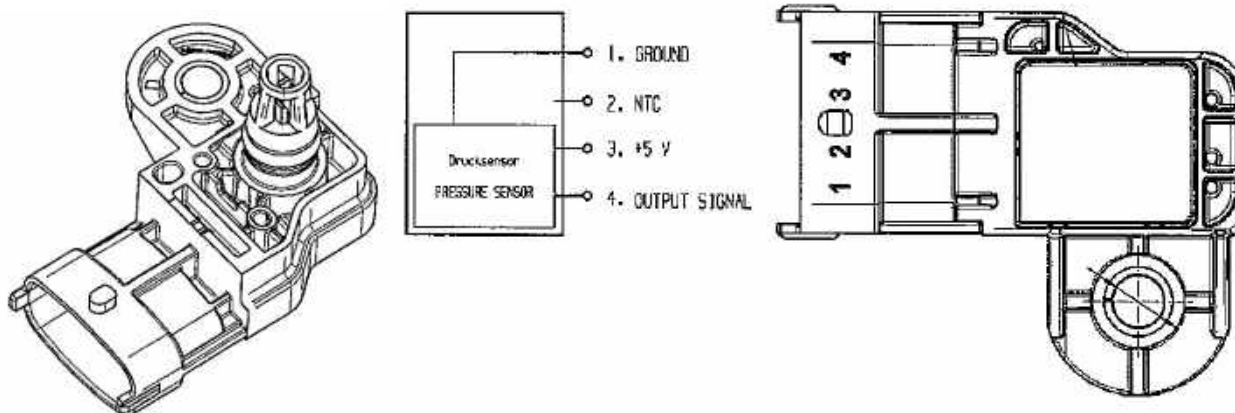 1. GROUND
2. NTC
3. +5 V
4. OUTPUT SIGNAL
Drucksensor
PRESSURE SENSOR
1 2 3 4